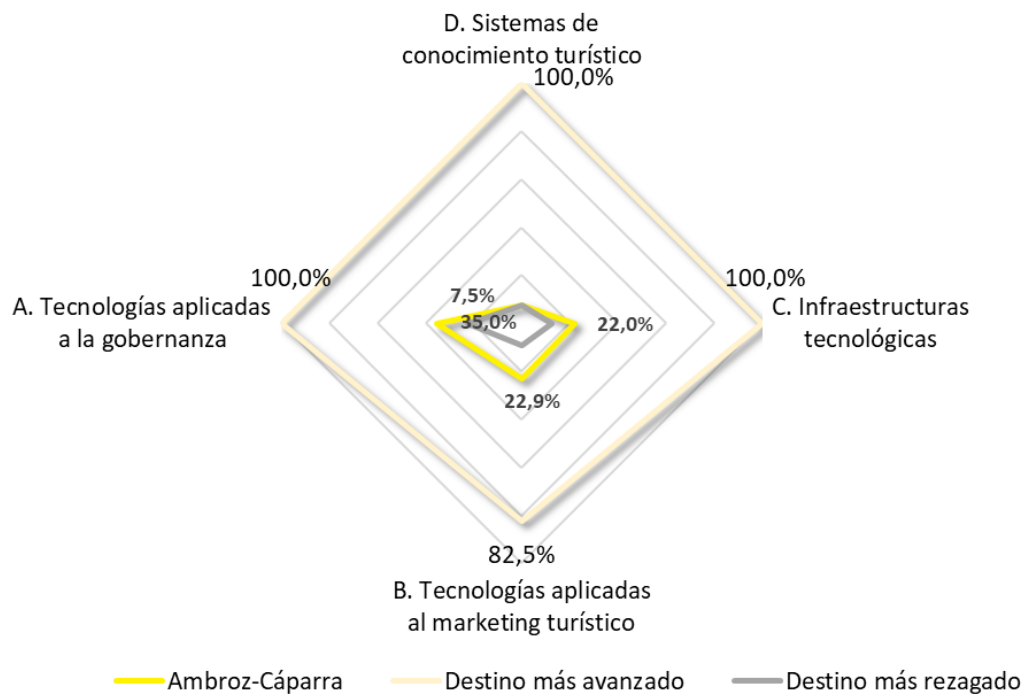 D. Sistemas de
conocimiento turístico
100,0%
100,0%
A. Tecnologías aplicadas
a la gobernanza
7,5%
35,0%
22,0%
100,0%
C. Infraestructuras
tecnológicas
22,9%
82,5%
B. Tecnologías aplicadas
al marketing turístico
Ambroz-Cáparra
Destino más avanzado
Destino más rezagado